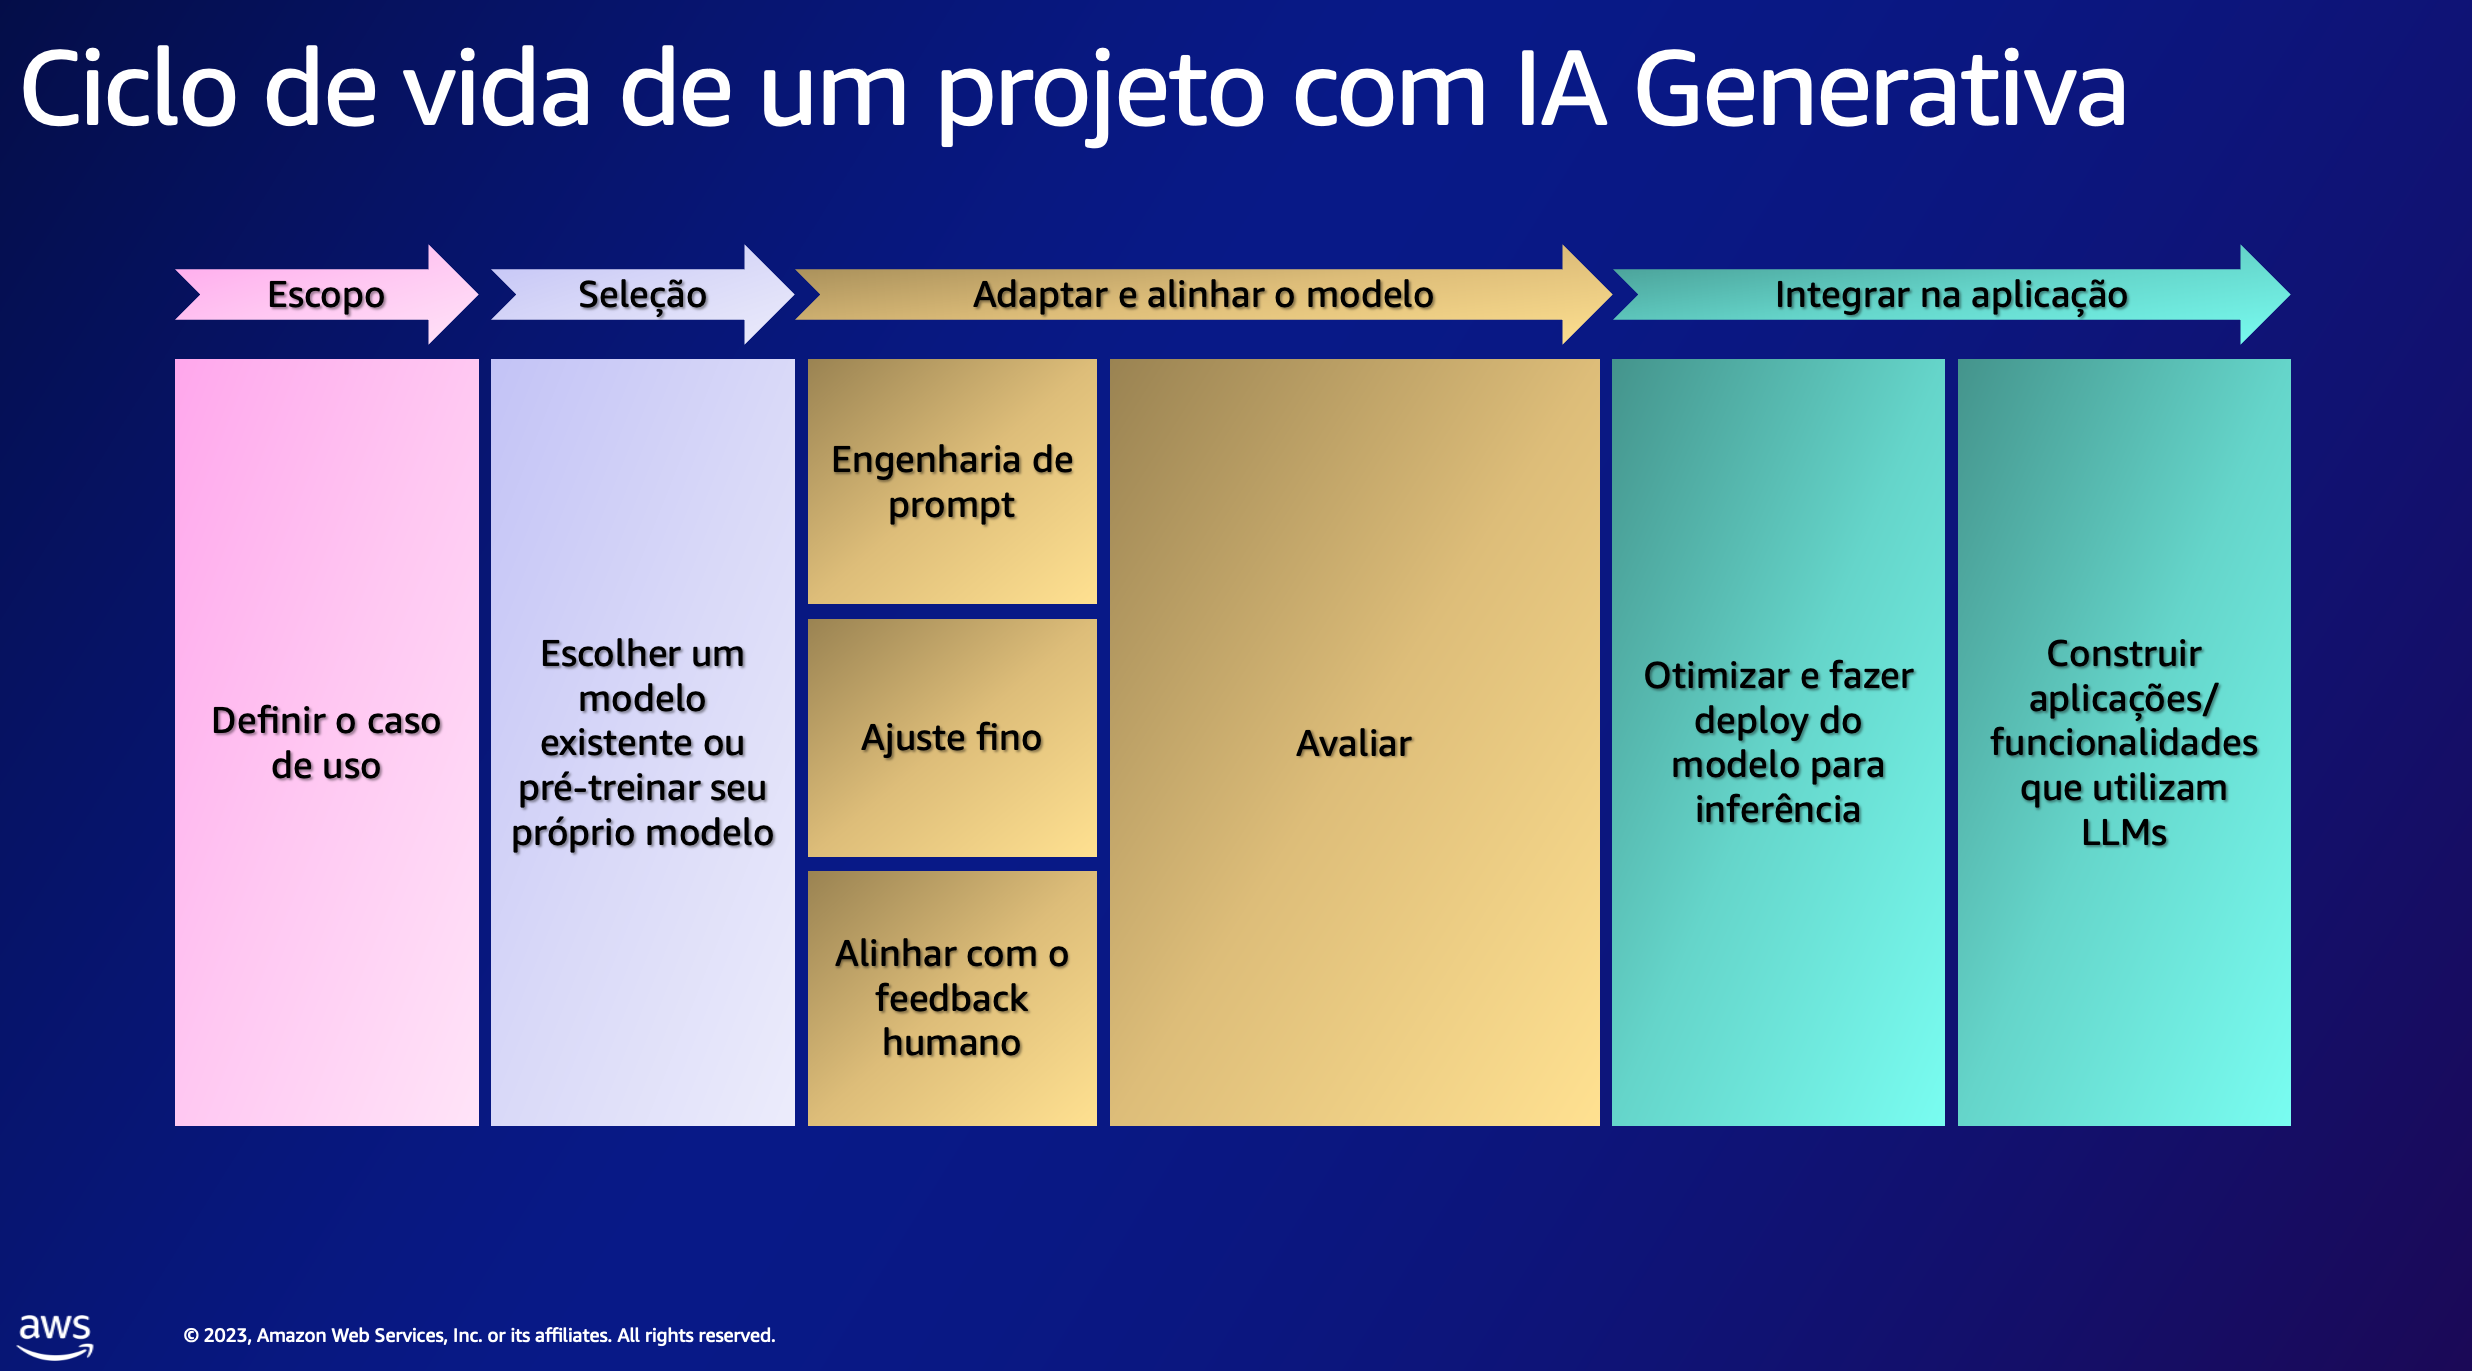 Ciclo de vida de um projeto com IA Generativa
Escopo
Seleção
Adaptar e alinhar o modelo
Integrar na aplicação
Definir o caso
de uso
Escolher um
modelo
existente ou
pré-treinar seu
próprio modelo
Engenharia de
prompt
Ajuste fino
Alinhar com o
feedback
humano
Avaliar
Otimizar e fazer
deploy do
modelo para
inferência
Construir
aplicações/
funcionalidades
que utilizam
LLMs
aws
© 2023, Amazon Web Services, Inc. or its affiliates. All rights reserved.